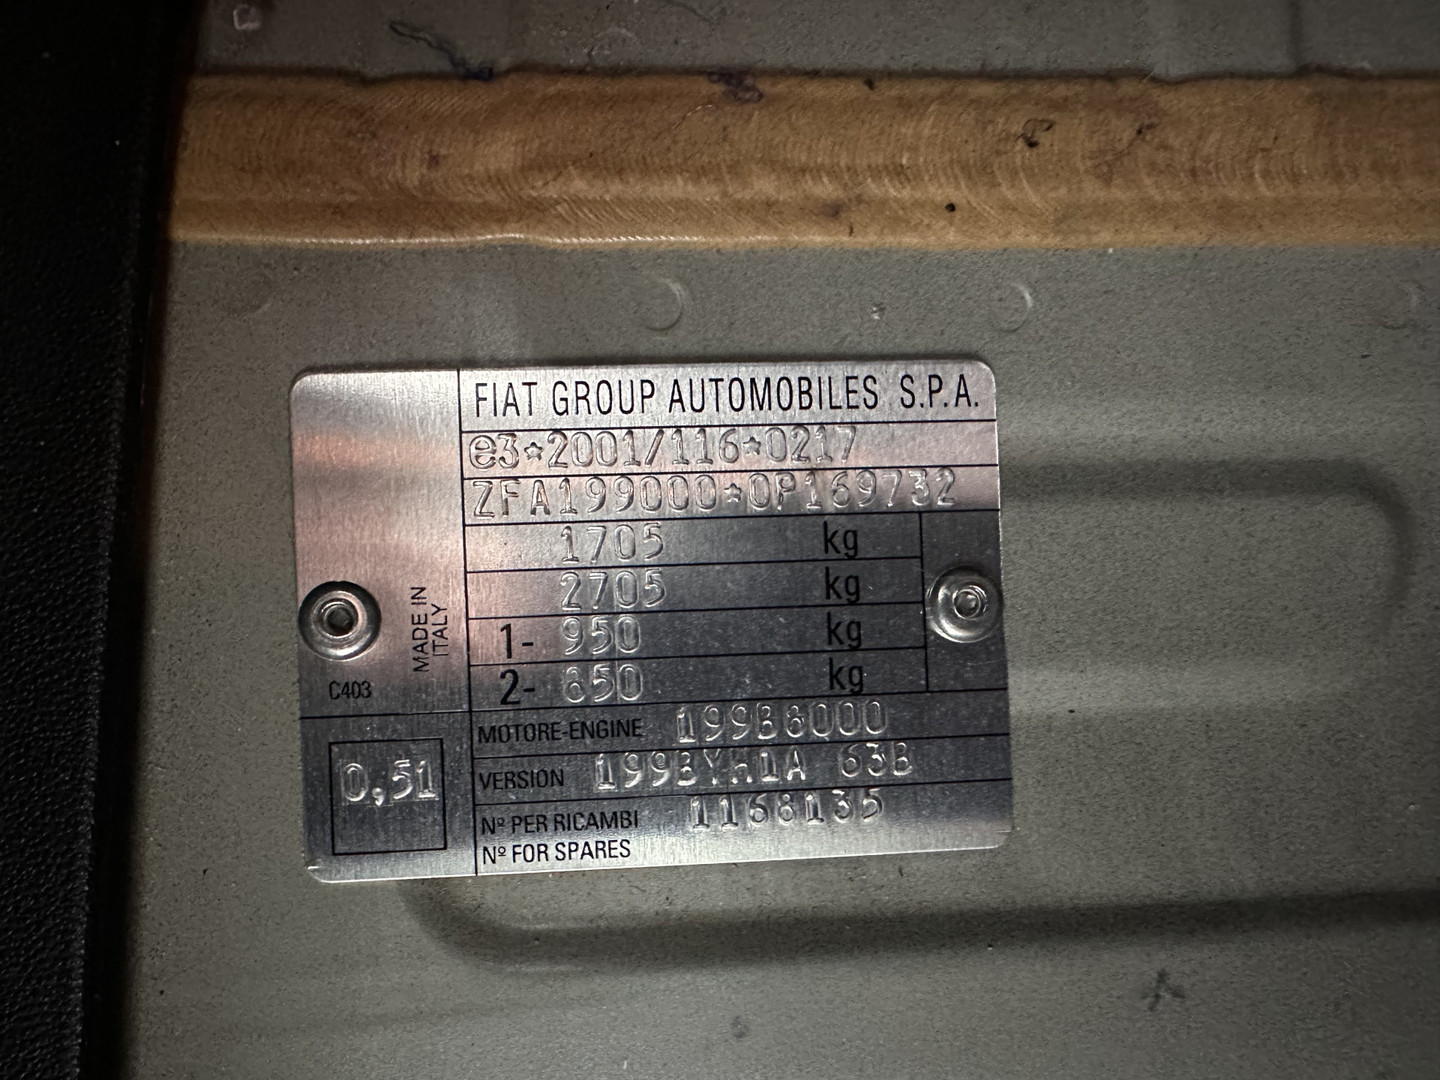 FIAT GROUP AUTOMOBILES S.P.A.
e3*2001/116*0217
ZFA199000*0P169732
1705 kg
2705 kg
1- 950 kg
2- 850 kg
MADE IN
ITALY
C403
0,51
MOTORE-ENGINE 199B6000
VERSION 199BYH1A 63B
Nº PER RICAMBI 1168135
Nº FOR SPARES